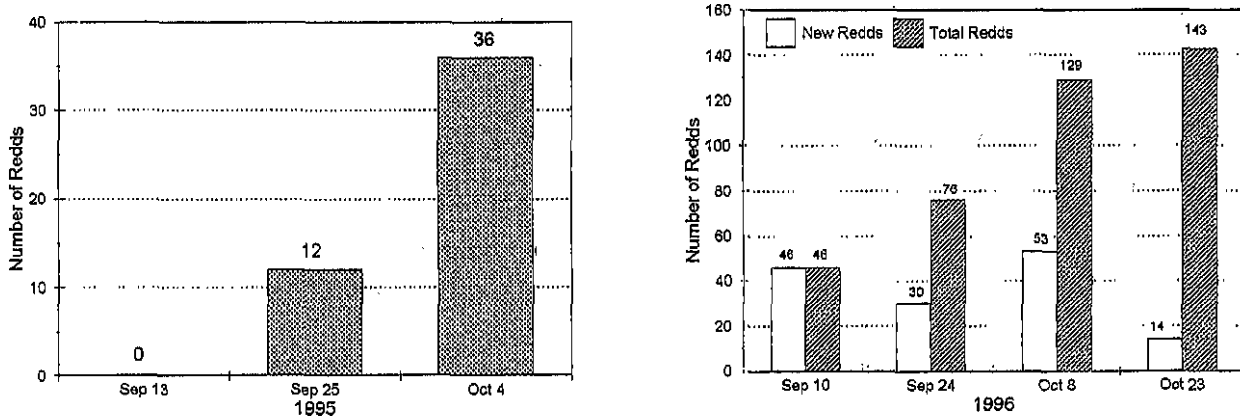 40
30
20
10
0
Number of Redds
0
12
36
Sep 13
Sep 25
Oct 4
1995
160
140
120
100
80
60
40
20
0
Number of Redds
New Redds
Total Redds
46
46
30
76
53
129
14
143
Sep 10
Sep 24
Oct 8
Oct 23
1996